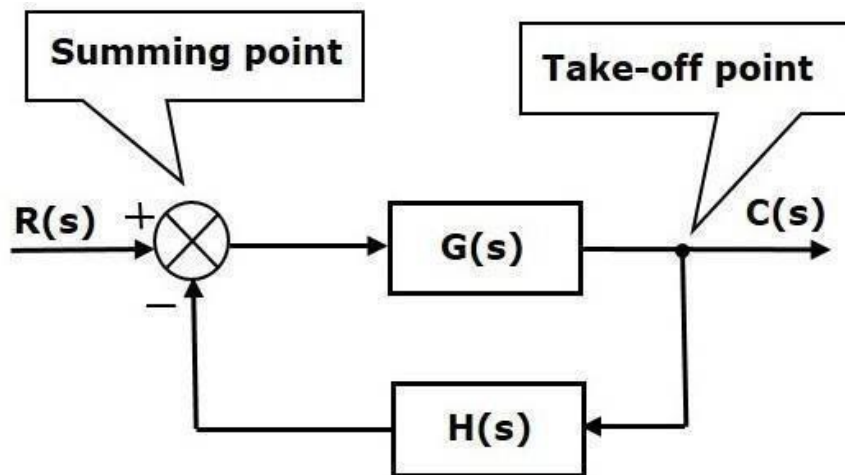 Summing point
Take-off point
R(s)
+
G(s)
C(s)
−
H(s)